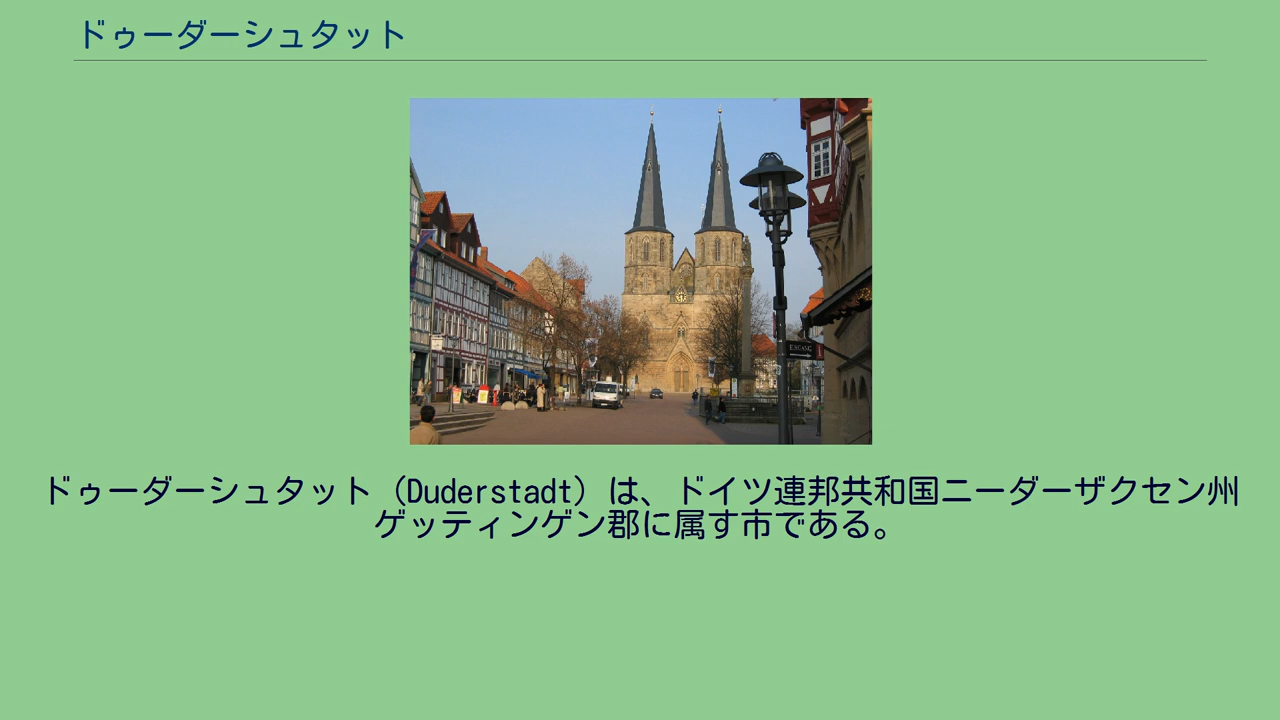 ドゥーダーシュタット
ドゥーダーシュタット（Duderstadt）は、ドイツ連邦共和国ニーダーザクセン州
ゲッティンゲン郡に属す市である。